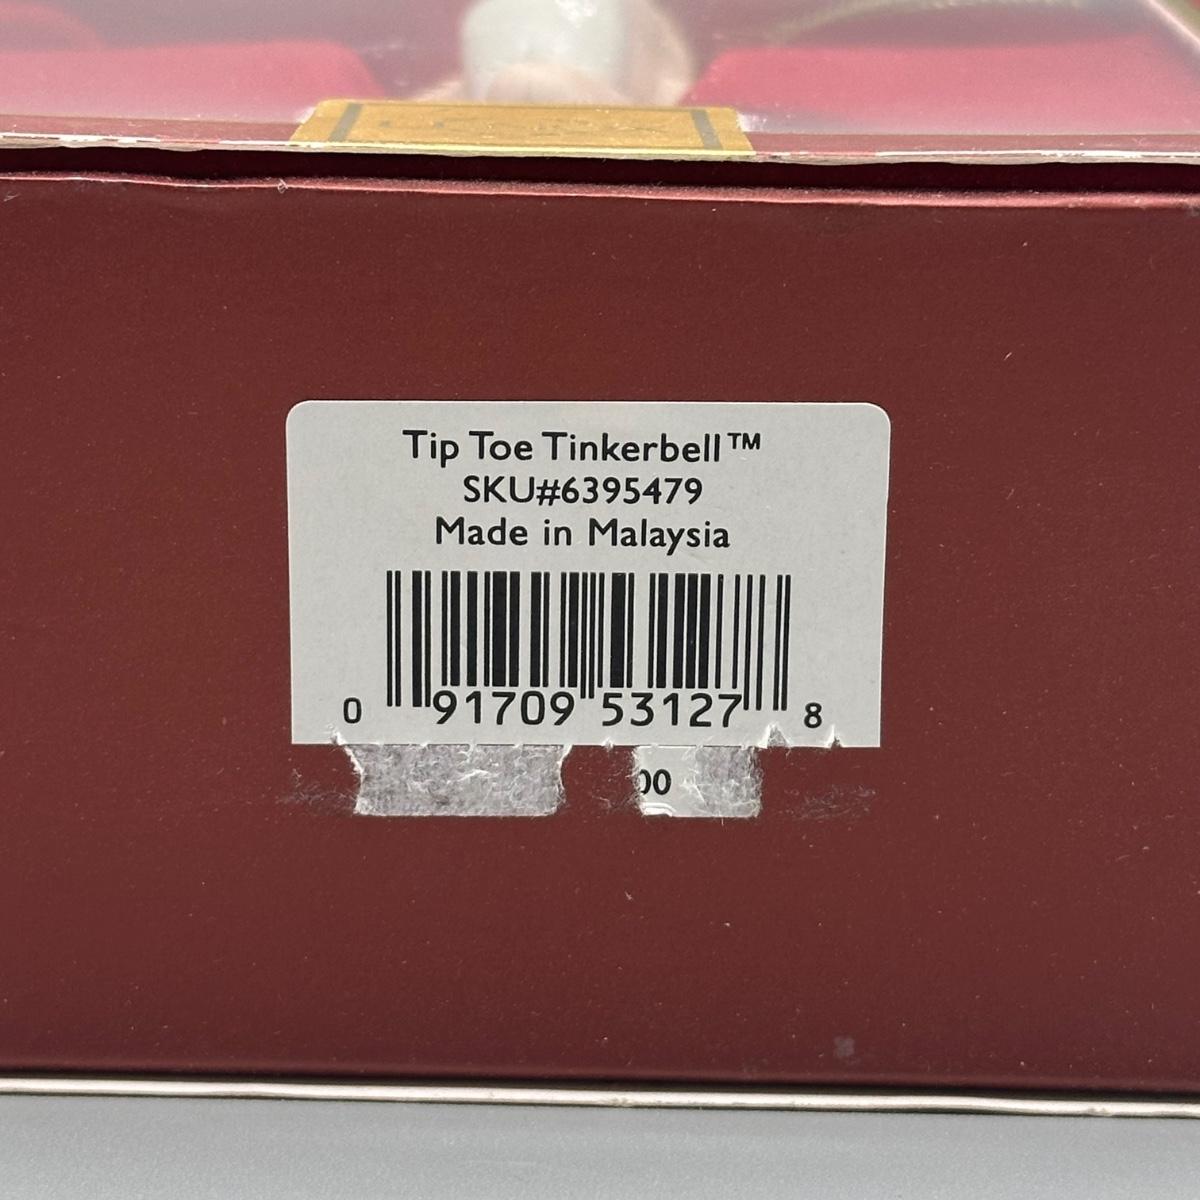 Tip Toe Tinkerbell™
SKU#6395479
Made in Malaysia
0 91709 53127 8
00